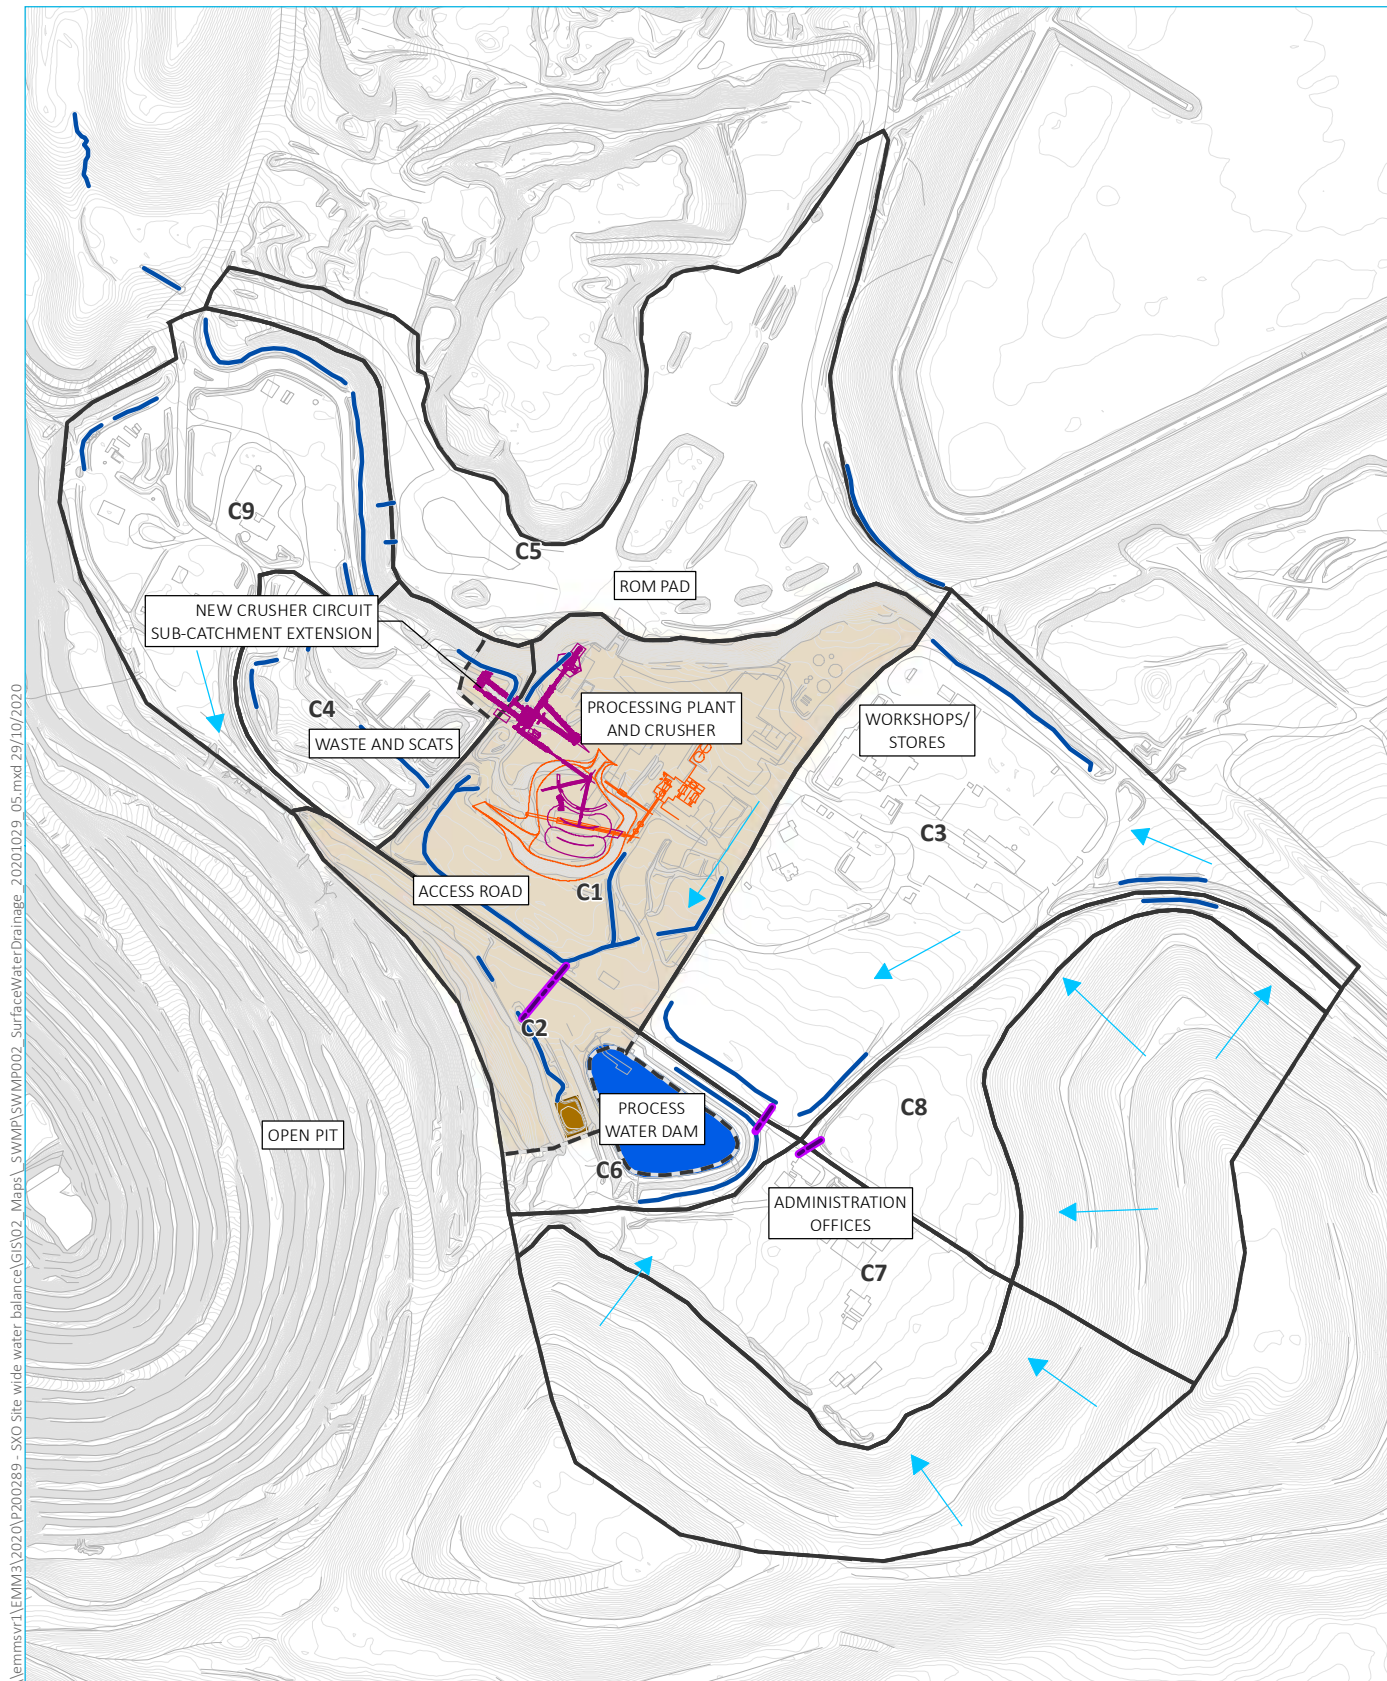 C9
C5
ROM PAD
NEW CRUSHER CIRCUIT
SUB-CATCHMENT EXTENSION
C4
WASTE AND SCATS
PROCESSING PLANT
AND CRUSHER
WORKSHOPS/
STORES
C3
ACCESS ROAD
C1
C2
PROCESS
WATER DAM
C8
OPEN PIT
C6
ADMINISTRATION
OFFICES
C7
\emmsvr1\EMM3\2020\P200289 - SXO Site wide water balance\GIS\02_Maps\_SWMP\SWMP002_SurfaceWaterDrainage_20201029_05.mxd 29/10/2020